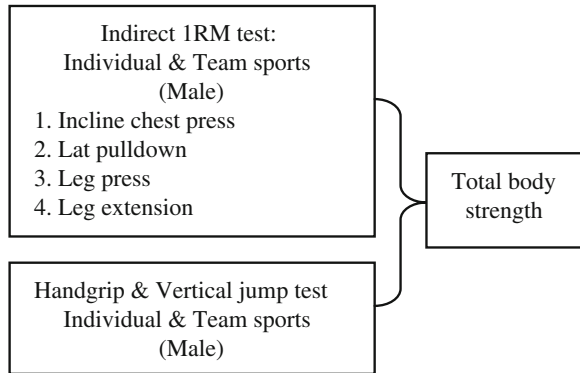 Indirect 1RM test:
Individual & Team sports
(Male)
1. Incline chest press
2. Lat pulldown
3. Leg press
4. Leg extension
Total body
strength
Handgrip & Vertical jump test
Individual & Team sports
(Male)